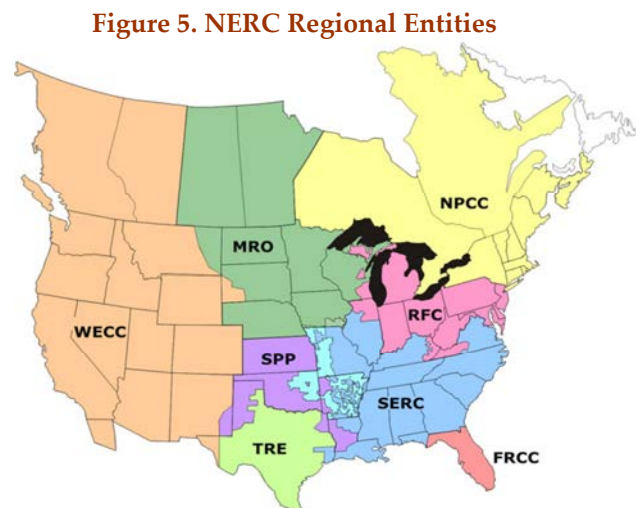 Figure 5. NERC Regional Entities
NPCC
MRO
RFC
WECC
SPP
SERC
TRE
FRCC